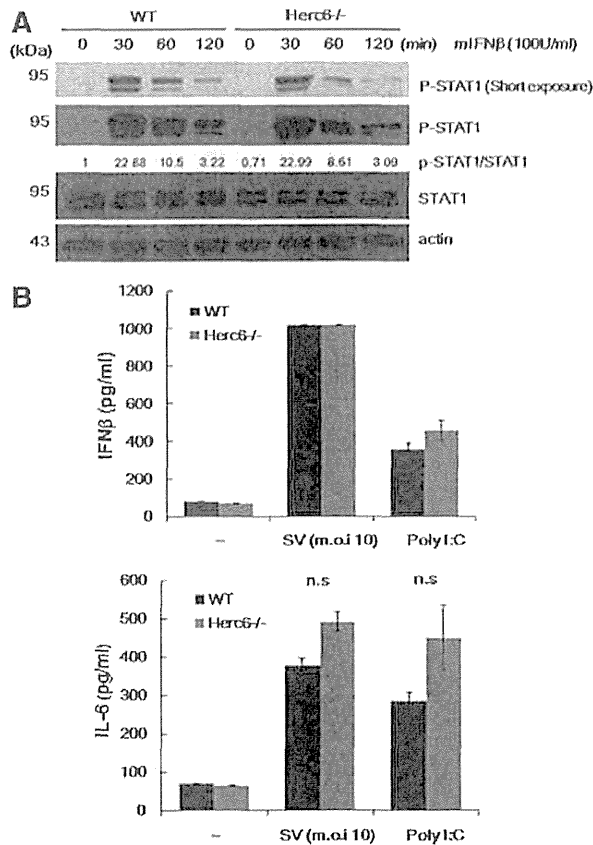 A
WT Herc6-/-
(kDa) 0 30 60 120 0 30 60 120 (min) mIFNβ (100U/ml)
95 P-STAT1 (Short exposure)
95 P-STAT1
1 22.88 10.5 3.22 0.71 22.99 8.61 3.09 p-STAT1/STAT1
95 STAT1
43 actin
B
1200
1000
800
600
400
200
0
IFNβ (pg/ml)
WT
Herc6-/-
– SV (m.o.i 10) Poly I:C
600
500
400
300
200
100
0
IL-6 (pg/ml)
WT
Herc6-/-
n.s n.s
– SV (m.o.i 10) Poly I:C